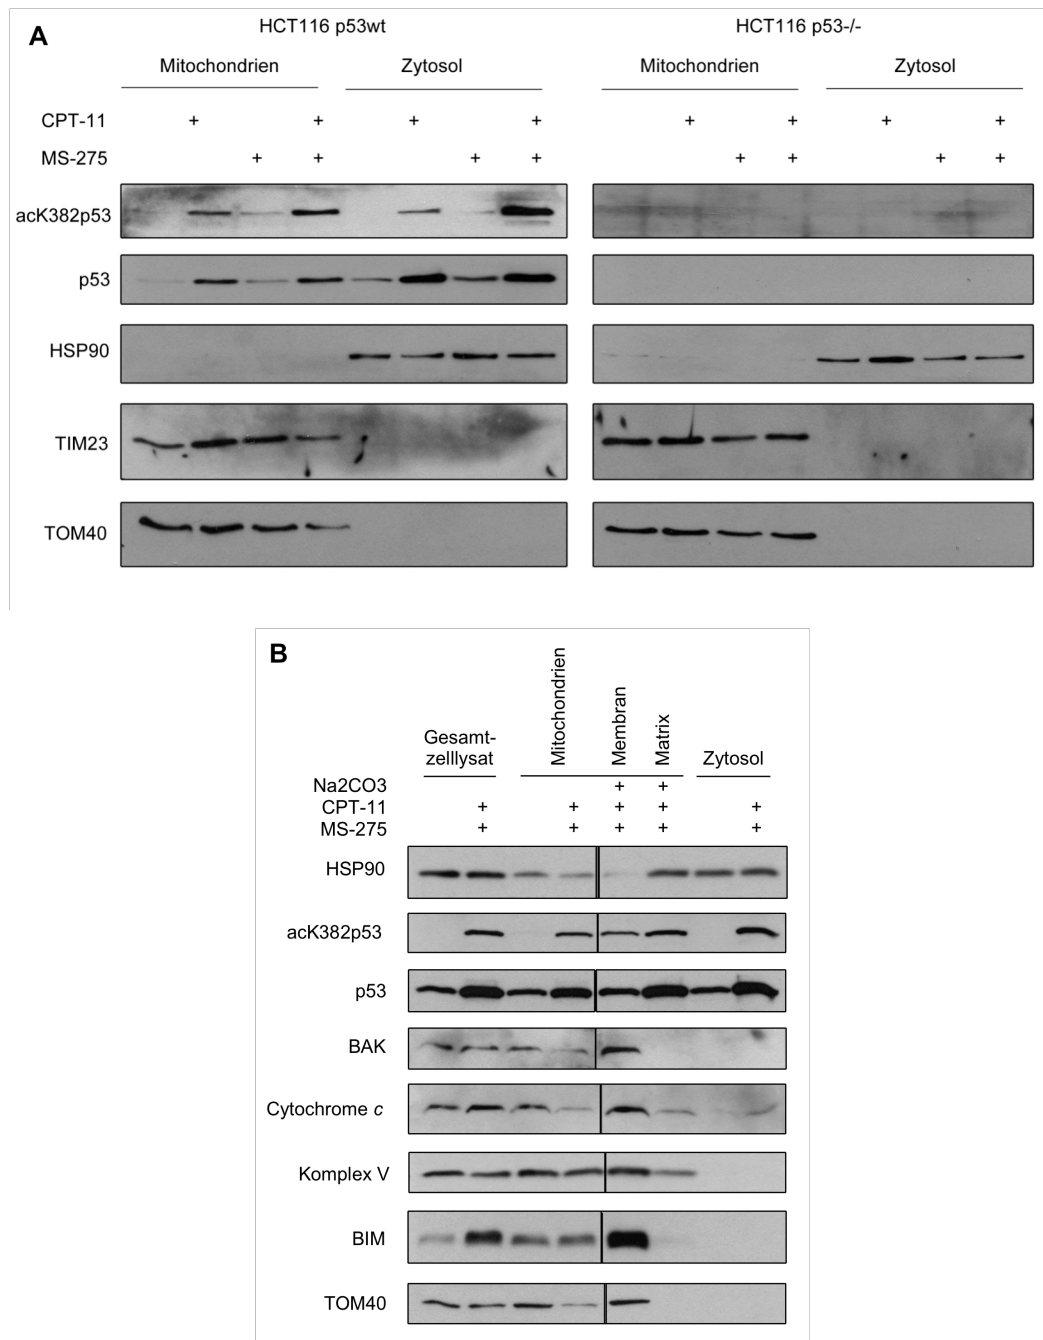 A
HCT116 p53wt
HCT116 p53-/-
Mitochondrien
Zytosol
Mitochondrien
Zytosol
CPT-11 + + + + + + + +
MS-275 + + + + + + + +
acK382p53
p53
HSP90
TIM23
TOM40
B
Gesamt-
zelllysat
Mitochondrien
Membran
Matrix
Zytosol
Na2CO3 + +
CPT-11 + + + + +
MS-275 + + + + +
HSP90
acK382p53
p53
BAK
Cytochrome c
Komplex V
BIM
TOM40